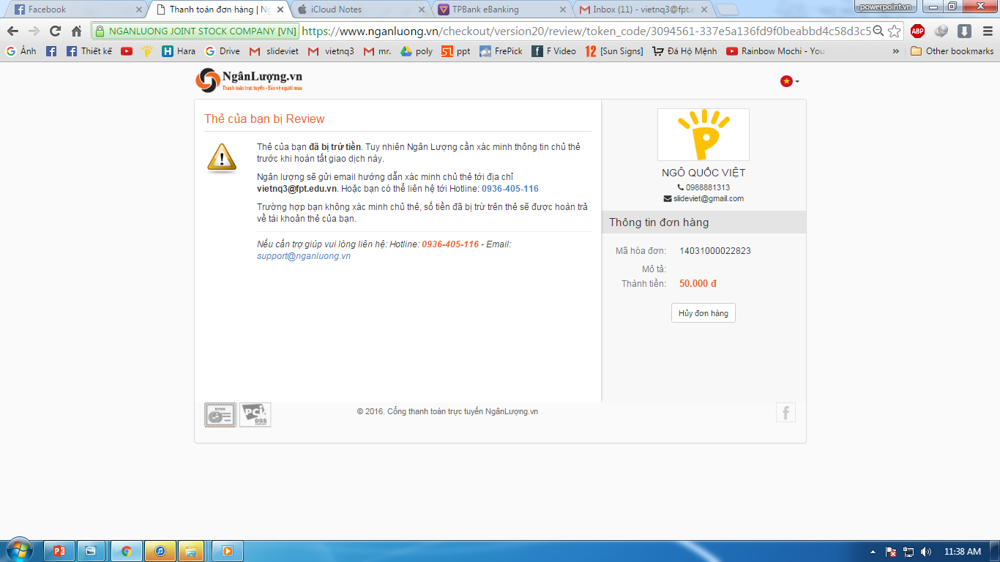 Facebook
Thanh toán đơn hàng | Ng
iCloud Notes
TPBank eBanking
Inbox (11) - vietnq3@fpt.e
powerpoint.vn
NGANLUONG JOINT STOCK COMPANY [VN]
https://www.nganluong.vn/checkout/version20/review/token_code/3094561-337e5a136fd9f0beabbd4c58d3c5
ABP
Ảnh
Thiết kế
Hara
Drive
slideviet
vietnq3
mr.
poly
ppt
FrePick
F Video
[Sun Signs]
Đá Hộ Mệnh
Rainbow Mochi - You
»
Other bookmarks
NgânLượng.vn
Thanh toán trực tuyến - Bảo vệ người mua
Thẻ của bạn bị Review
Thẻ của bạn đã bị trừ tiền. Tuy nhiên Ngân Lượng cần xác minh thông tin chủ thẻ
trước khi hoàn tất giao dịch này.
Ngân lượng sẽ gửi email hướng dẫn xác minh chủ thẻ tới địa chỉ
vietnq3@fpt.edu.vn. Hoặc bạn có thể liên hệ tới Hotline: 0936-405-116
Trường hợp bạn không xác minh chủ thẻ, số tiền đã bị trừ trên thẻ sẽ được hoàn trả
về tài khoản thẻ của bạn.
Nếu cần trợ giúp vui lòng liên hệ: Hotline: 0936-405-116 - Email:
support@nganluong.vn
P
NGÔ QUỐC VIỆT
0988881313
slideviet@gmail.com
Thông tin đơn hàng
Mã hóa đơn: 14031000022823
Mô tả:
Thành tiền: 50.000 đ
Hủy đơn hàng
PCI
DSS
© 2016. Cổng thanh toán trực tuyến NgânLượng.vn
11:38 AM